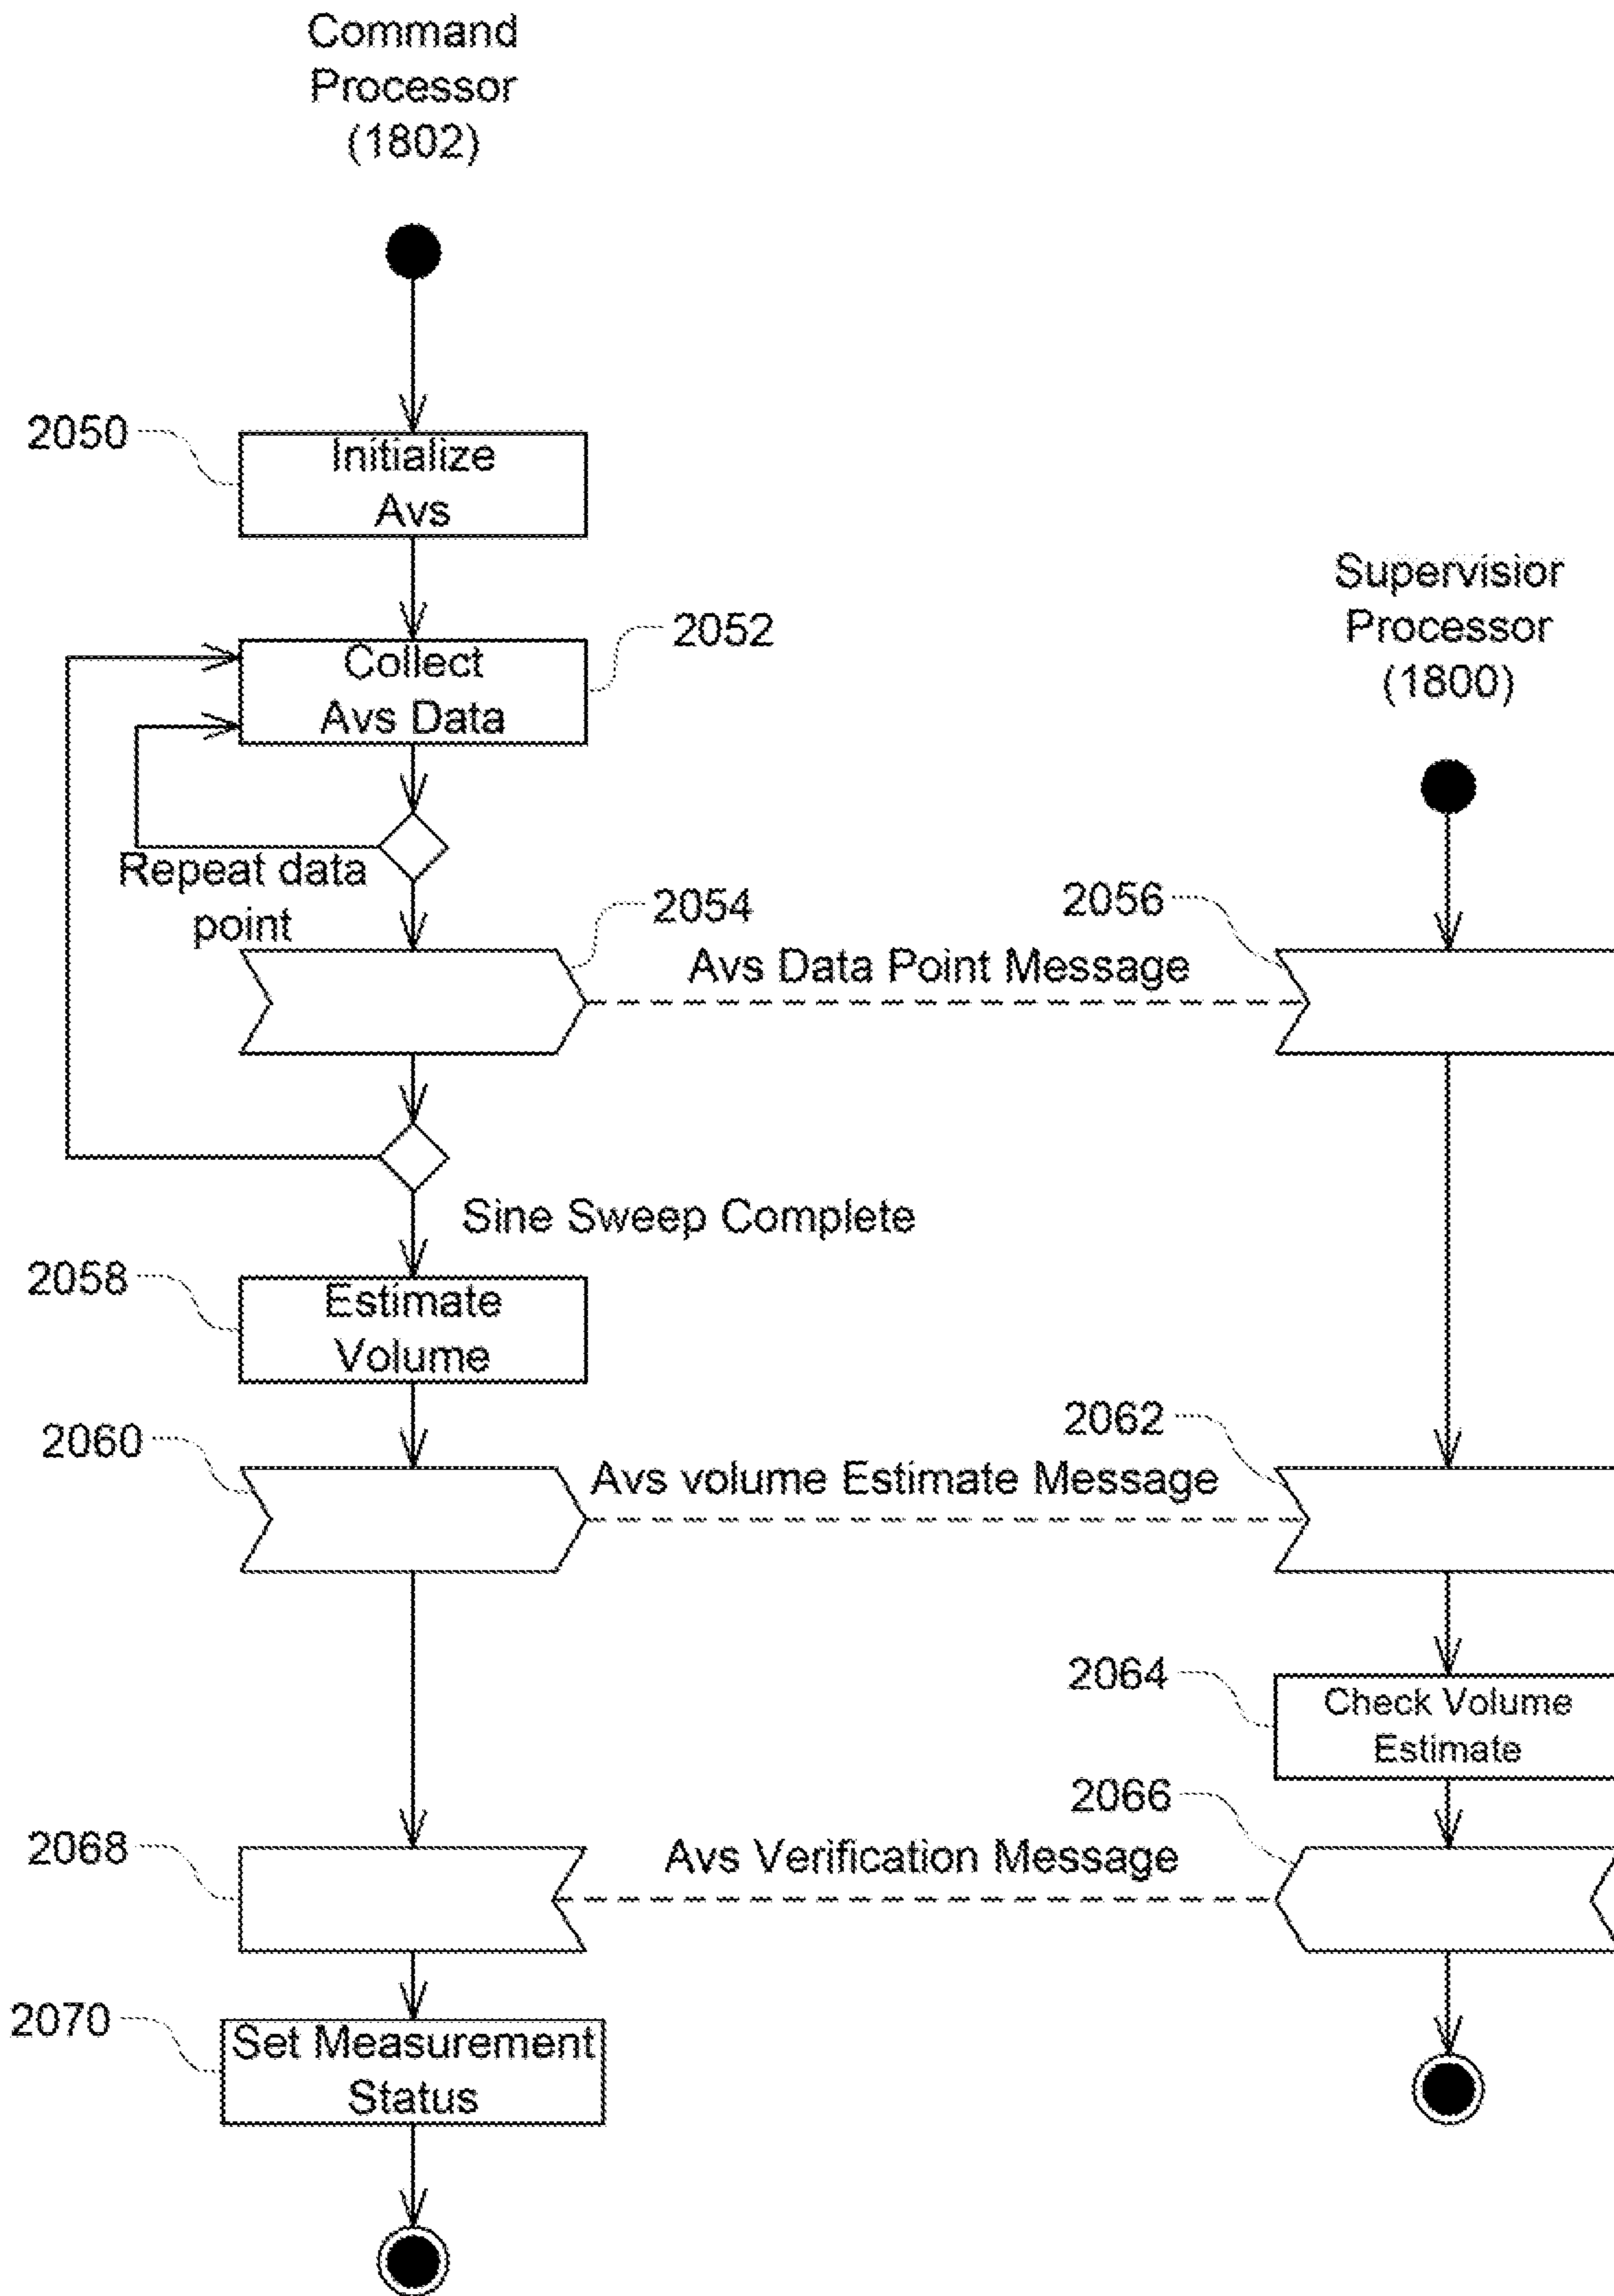 Command
Processor
(1802)
2050
Initialize
Avs
Supervisior
Processor
(1800)
2052
Collect
Avs Data
Repeat data
point
2054
2056
Avs Data Point Message
Sine Sweep Complete
2058
Estimate
Volume
2060
2062
Avs volume Estimate Message
2064
Check Volume
Estimate
2066
2068
Avs Verification Message
2070
Set Measurement
Status